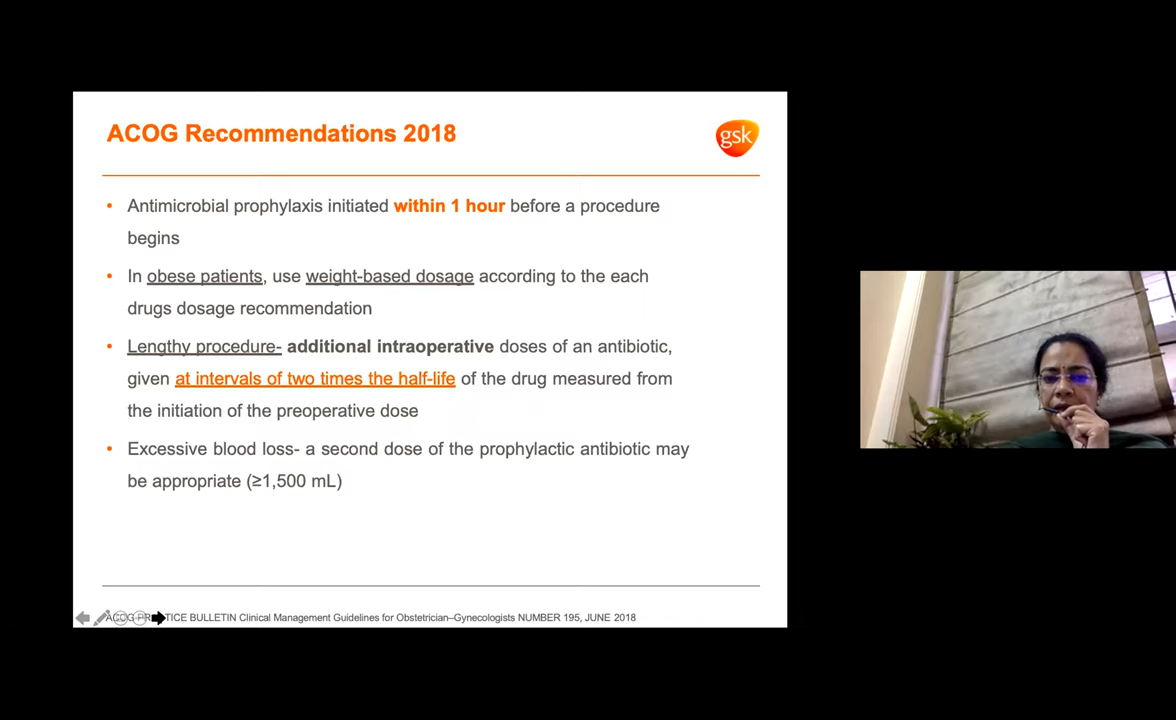 ACOG Recommendations 2018
gsk
• Antimicrobial prophylaxis initiated within 1 hour before a procedure
begins
• In obese patients, use weight-based dosage according to the each
drugs dosage recommendation
• Lengthy procedure- additional intraoperative doses of an antibiotic,
given at intervals of two times the half-life of the drug measured from
the initiation of the preoperative dose
• Excessive blood loss- a second dose of the prophylactic antibiotic may
be appropriate (≥1,500 mL)
ACOG PRACTICE BULLETIN Clinical Management Guidelines for Obstetrician–Gynecologists NUMBER 195, JUNE 2018